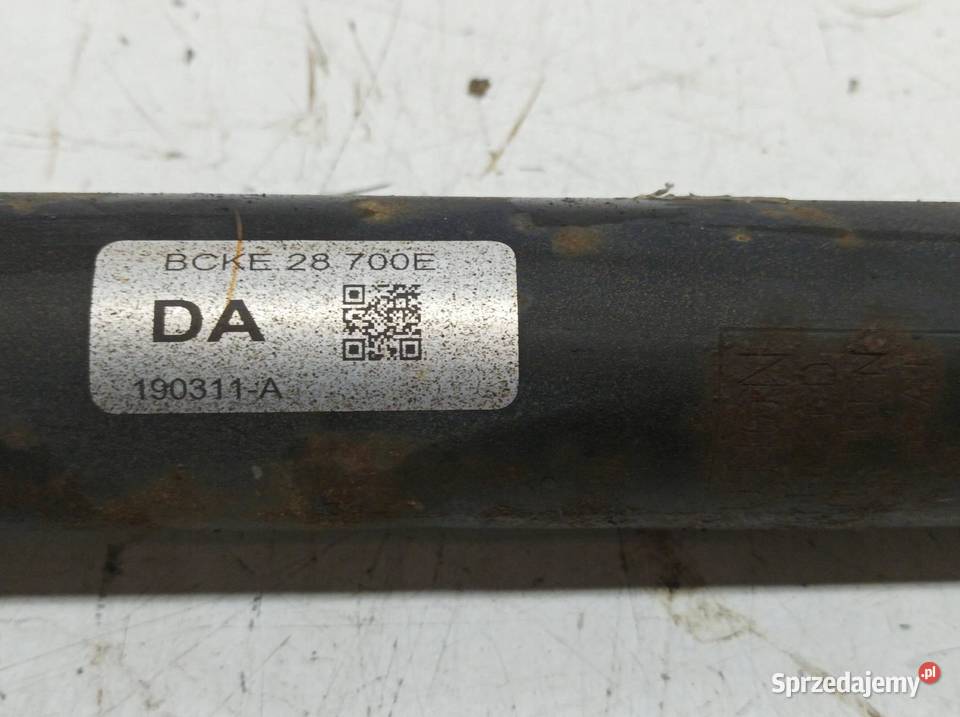 BCKE 28 700E
DA
190311-A
Sprzedajemy.pl